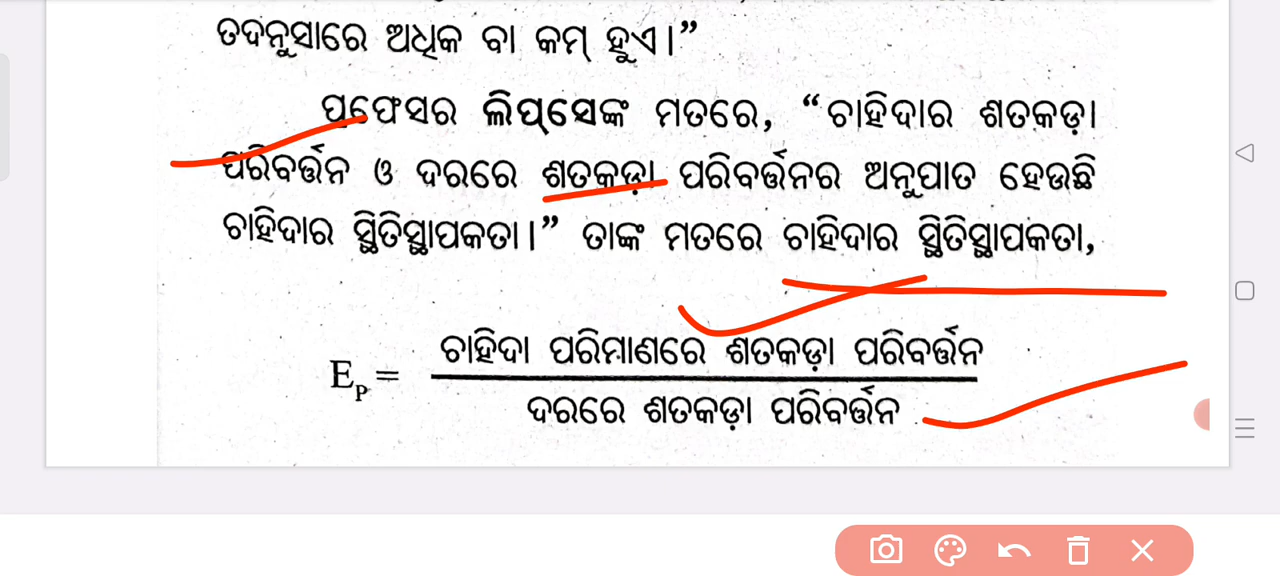 ତଦନୁସାରେ ଅଧିକ ବା କମ୍ ହୁଏ।”
ପ୍ରଫେସର ଲିପ୍‌ସେଙ୍କ ମତରେ, “ଚାହିଦାର ଶତକଡ଼ା
ପରିବର୍ତ୍ତନ ଓ ଦରରେ ଶତକଡ଼ା ପରିବର୍ତ୍ତନର ଅନୁପାତ ହେଉଛି
ଚାହିଦାର ସ୍ଥିତିସ୍ଥାପକତା।” ତାଙ୍କ ମତରେ ଚାହିଦାର ସ୍ଥିତିସ୍ଥାପକତା,
ଚାହିଦା ପରିମାଣରେ ଶତକଡ଼ା ପରିବର୍ତ୍ତନ
E_P =
ଦରରେ ଶତକଡ଼ା ପରିବର୍ତ୍ତନ